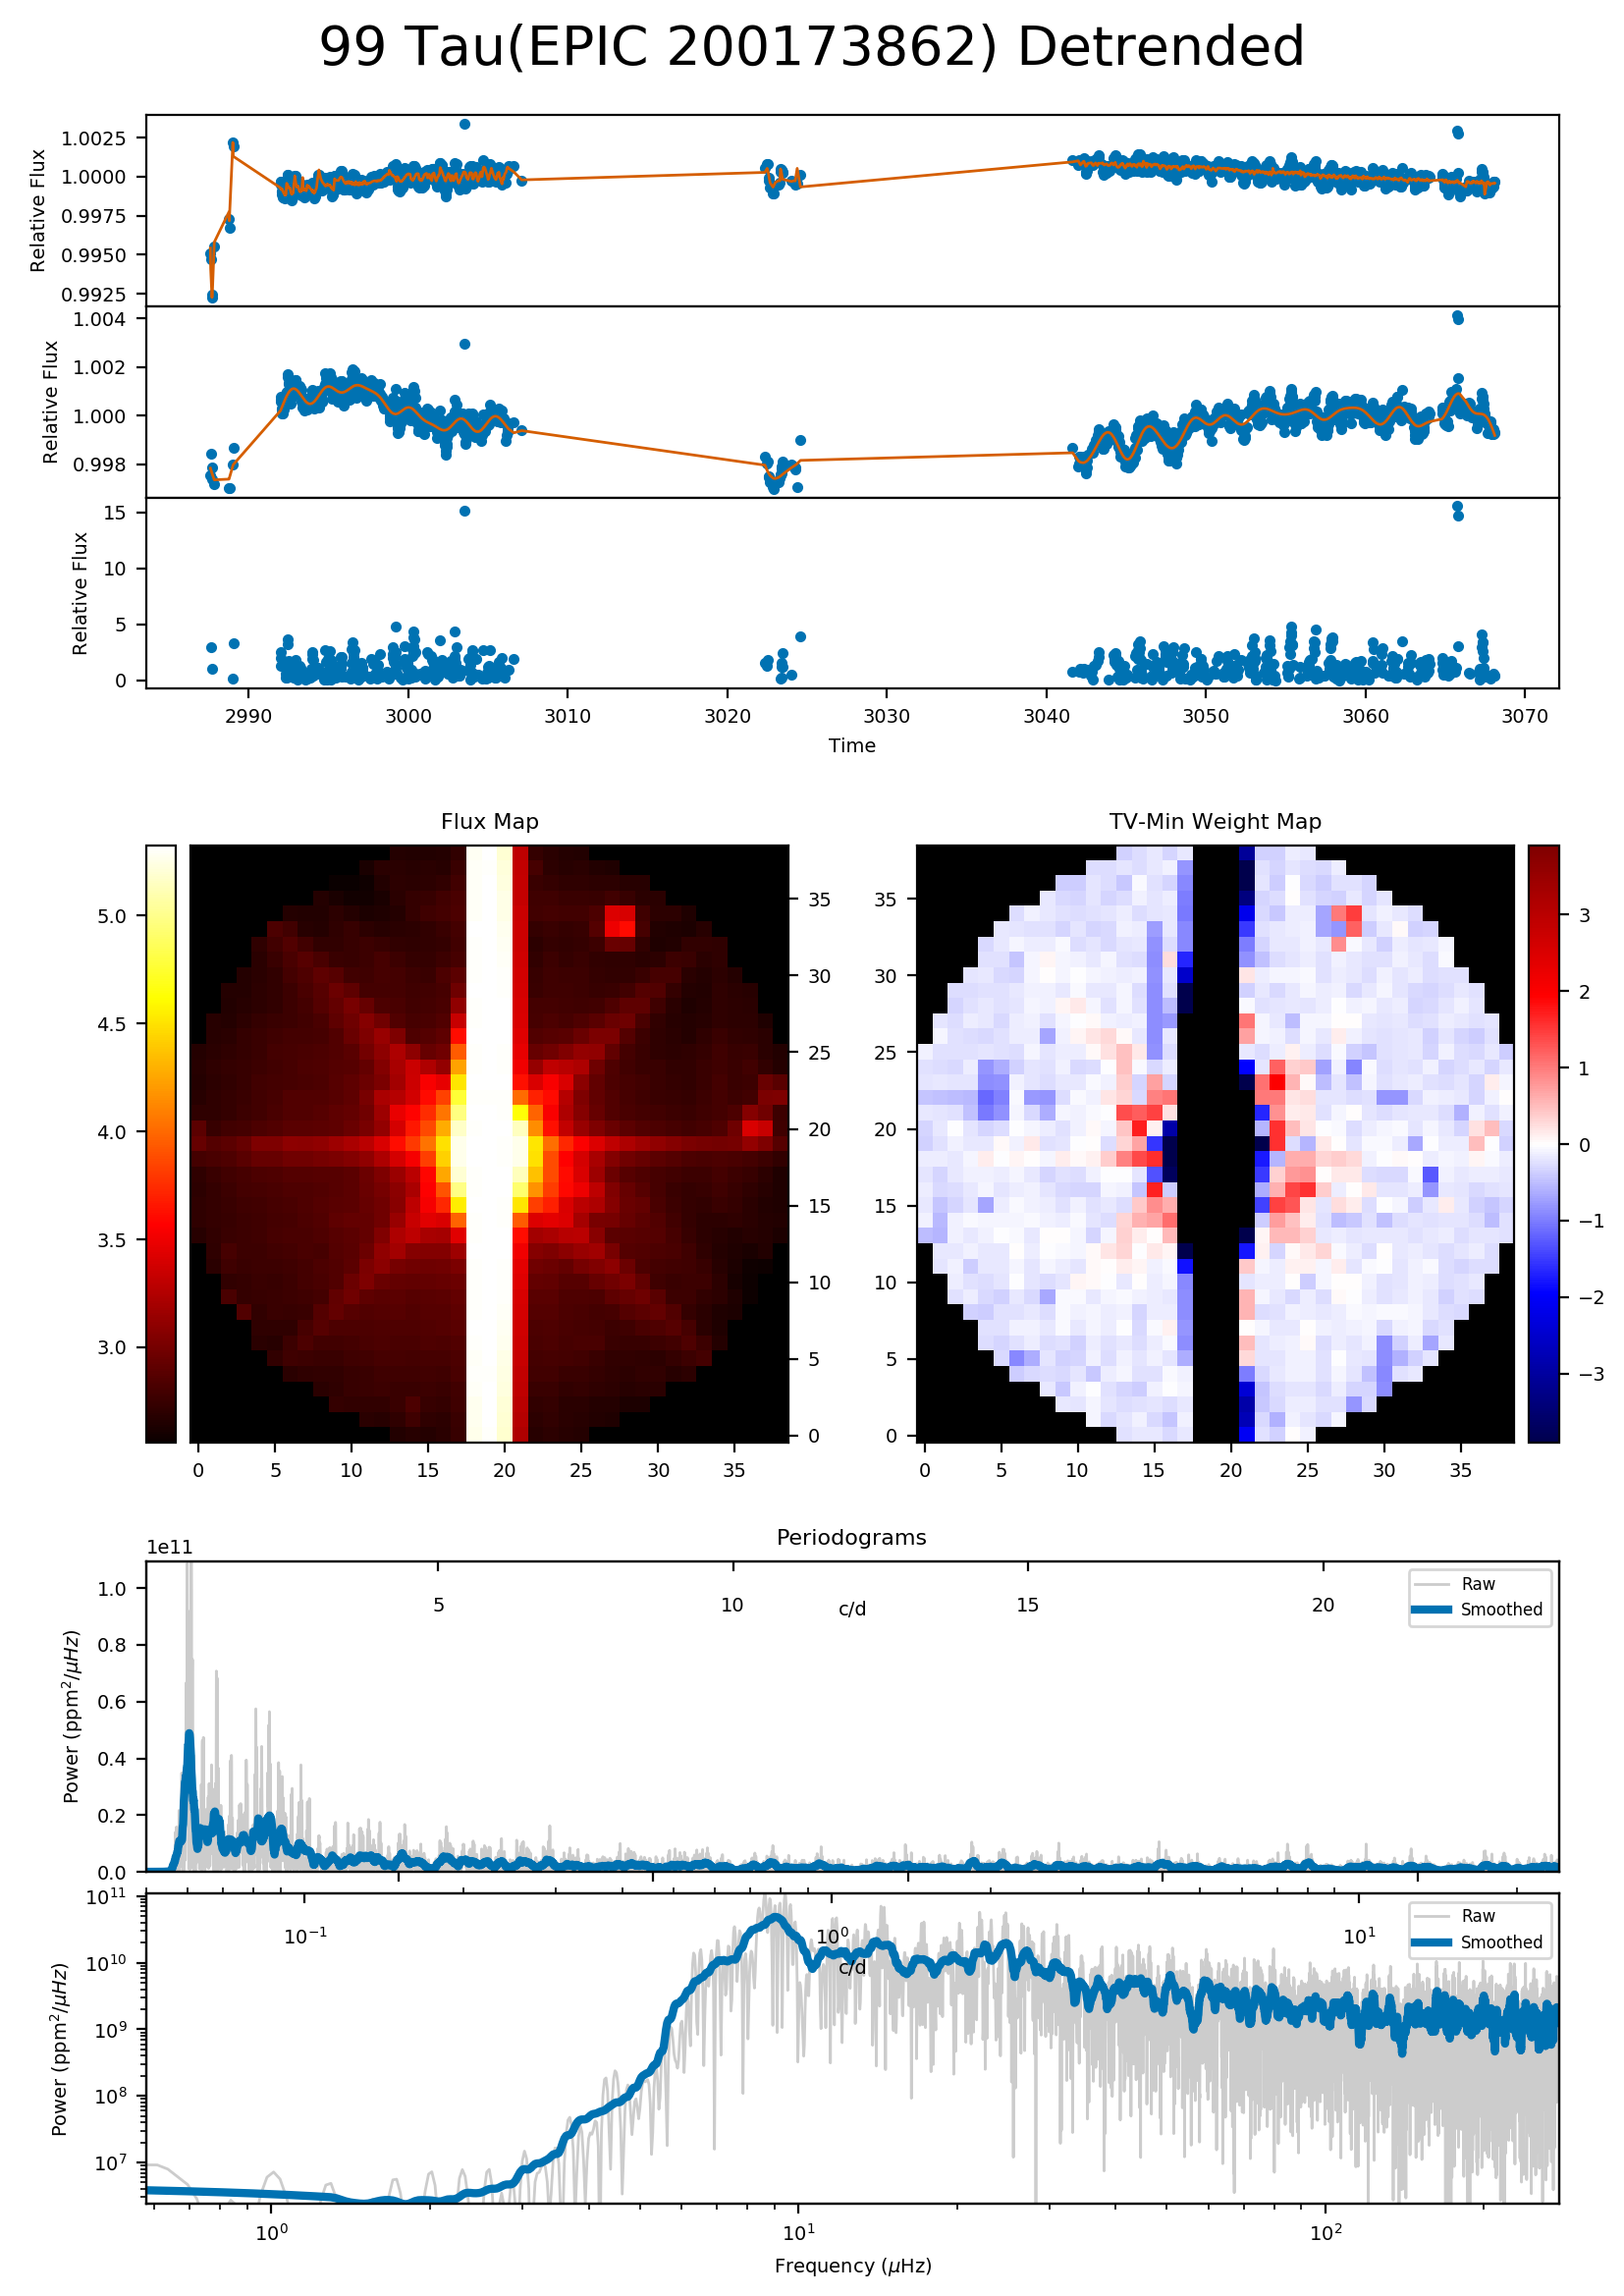 99 Tau(EPIC 200173862) Detrended
1.0025
1.0000
0.9975
0.9950
0.9925
Relative Flux
1.004
1.002
1.000
0.998
Relative Flux
15
10
5
0
Relative Flux
2990 3000 3010 3020 3030 3040 3050 3060 3070
Time
Flux Map
5.0
4.5
4.0
3.5
3.0
35
30
25
20
15
10
5
0
0 5 10 15 20 25 30 35
TV-Min Weight Map
35
30
25
20
15
10
5
0
0 5 10 15 20 25 30 35
3
2
1
0
−1
−2
−3
Periodograms
1e11
1.0
0.8
0.6
0.4
0.2
0.0
Power (ppm²/μHz)
5 10 15 20
c/d
Raw
Smoothed
10¹¹
10¹⁰
10⁹
10⁸
10⁷
Power (ppm²/μHz)
10⁻¹ 10⁰ 10¹
c/d
Raw
Smoothed
10⁰ 10¹ 10²
Frequency (μHz)